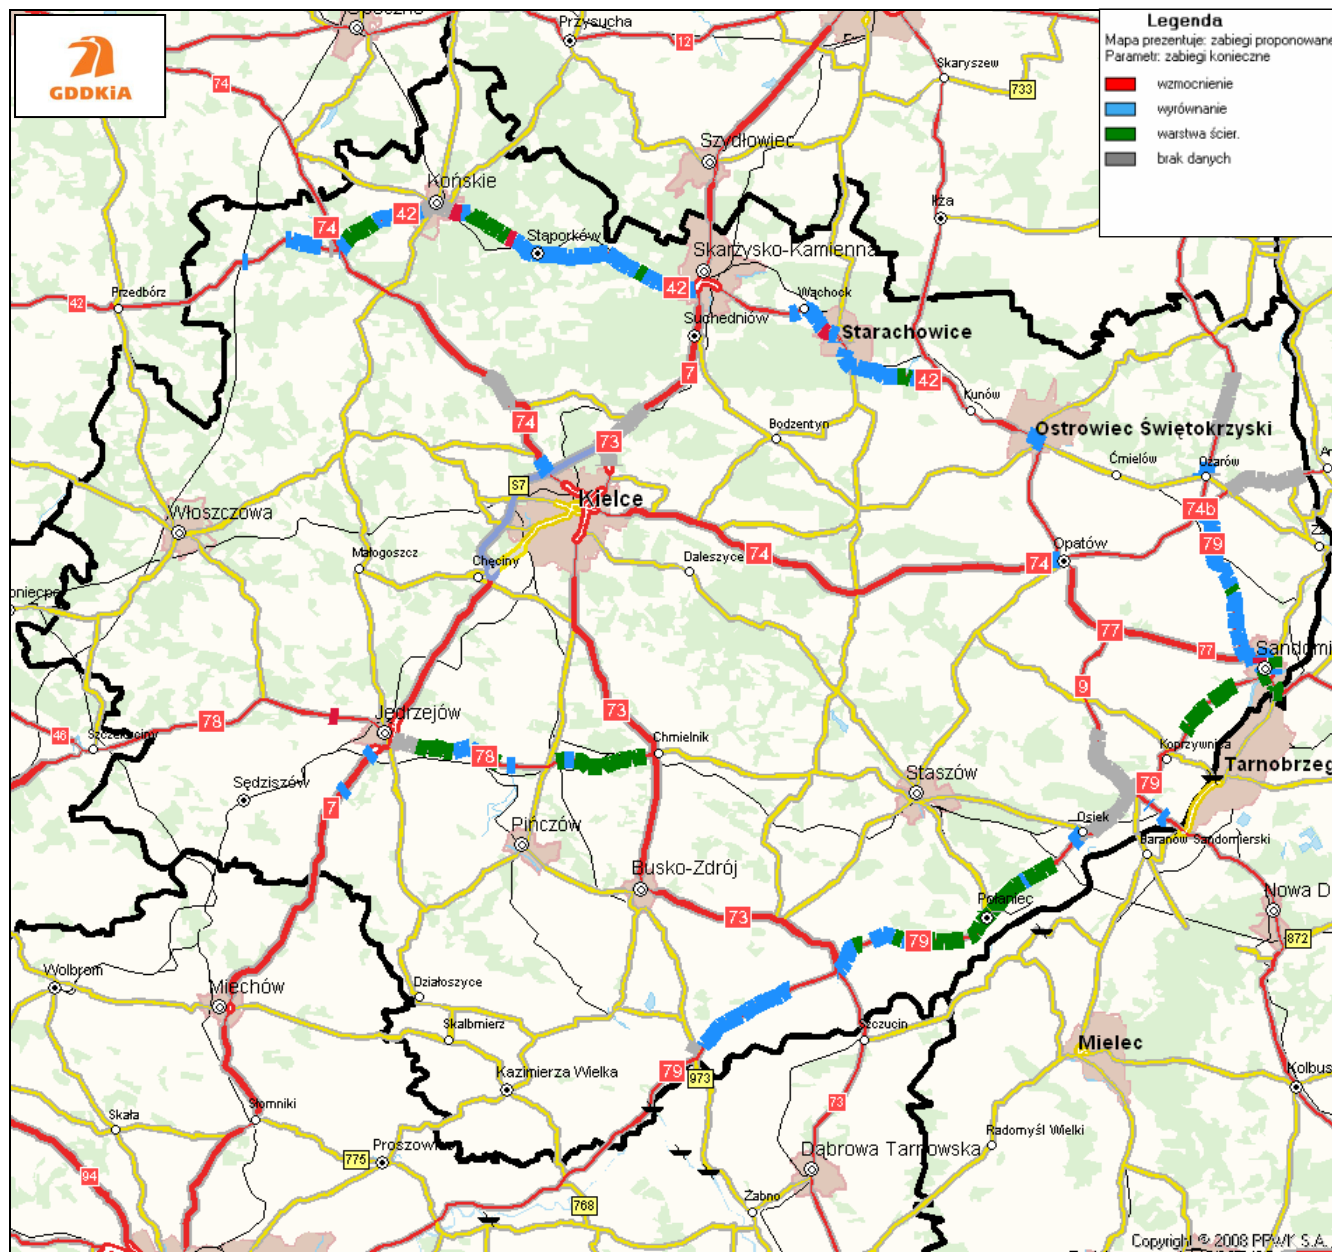 GDDKiA
Legenda
Mapa prezentuje: zabiegi proponowane
Parametr: zabiegi konieczne
wzmocnienie
wyrównanie
warstwa ścier.
brak danych
Przysucha
12
Skaryszew
733
74
Szydłowiec
Końskie
Iża
42
74
Stąporków
Skarżysko-Kamienna
42
Przedbórz
42
Wąchock
Suchedniów
Starachowice
7
42
Kunów
74
73
Bodzentyn
Ostrowiec Świętokrzyski
Ćmielów
Ożarów
S7
Kielce
Włoszczowa
74b
79
Małogoszcz
Chęciny
Daleszyce
74
74
Opatów
77
77
Sandomi
9
78
73
Jędrzejów
46
Szczekociny
78
Chmielnik
Koprzywnica
Tarnobrzeg
Sędziszów
7
Staszów
79
Osiek
Pińczów
Baranów Sandomierski
Busko-Zdrój
73
Połaniec
Nowa D
79
872
Wolbrom
Działoszyce
Miechów
Skalbmierz
Szczucin
Mielec
79
973
Kazimierza Wielka
Kolbus
Skała
Słomniki
73
Radomyśl Wielki
Proszowi
775
94
Dąbrowa Tarnowska
Żabno
768
Copyright © 2008 PPWK S.A.